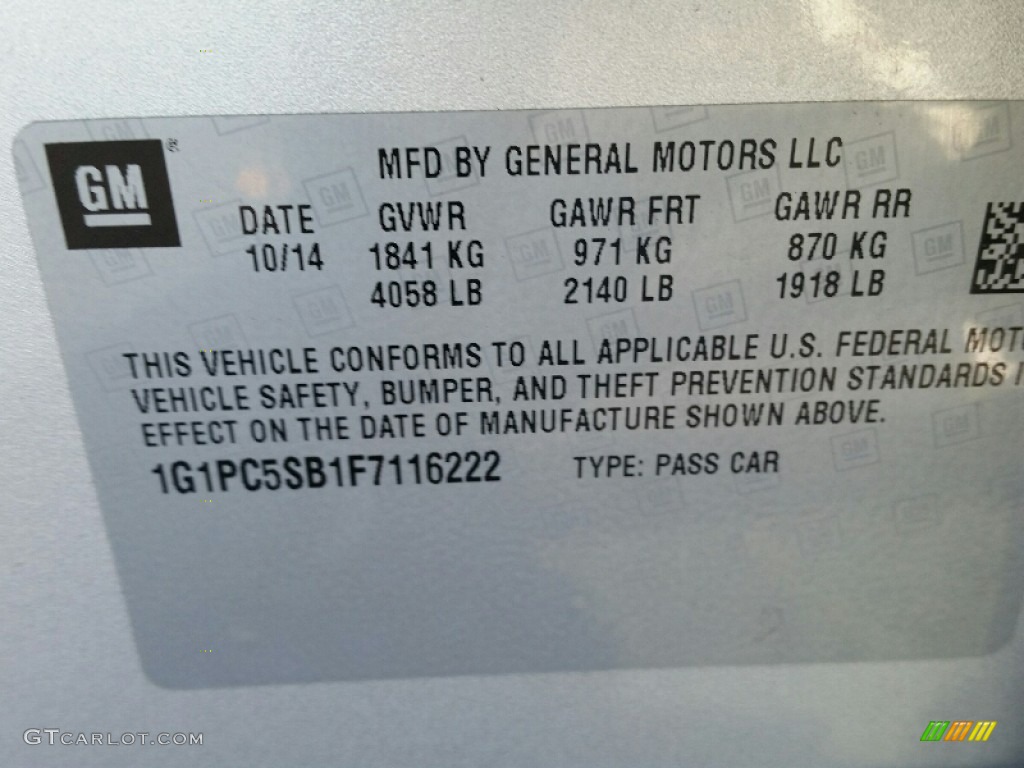 GM
MFD BY GENERAL MOTORS LLC
DATE GVWR GAWR FRT GAWR RR
10/14 1841 KG 971 KG 870 KG
4058 LB 2140 LB 1918 LB
THIS VEHICLE CONFORMS TO ALL APPLICABLE U.S. FEDERAL MOT
VEHICLE SAFETY, BUMPER, AND THEFT PREVENTION STANDARDS
EFFECT ON THE DATE OF MANUFACTURE SHOWN ABOVE.
1G1PC5SB1F7116222 TYPE: PASS CAR
GTCARLOT.COM